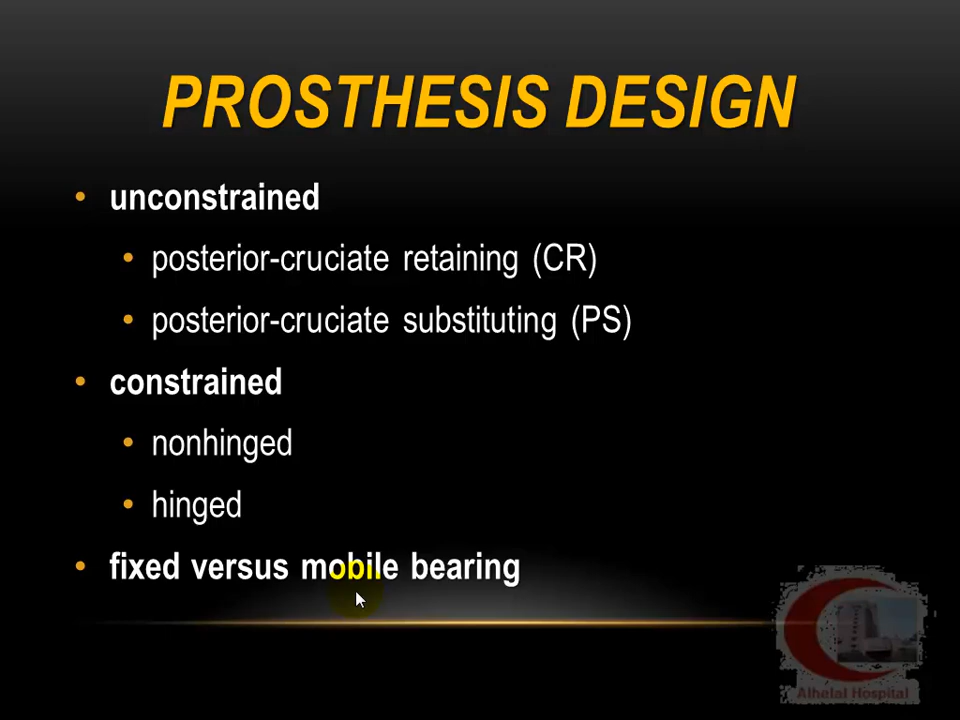 PROSTHESIS DESIGN
• unconstrained
• posterior-cruciate retaining (CR)
• posterior-cruciate substituting (PS)
• constrained
• nonhinged
• hinged
• fixed versus mobile bearing
Alhelal Hospital